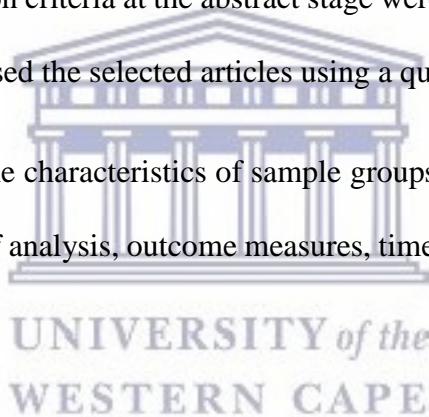 on criteria at the abstract stage were
sed the selected articles using a qu
e characteristics of sample groups
f analysis, outcome measures, time
UNIVERSITY of the
WESTERN CAPE